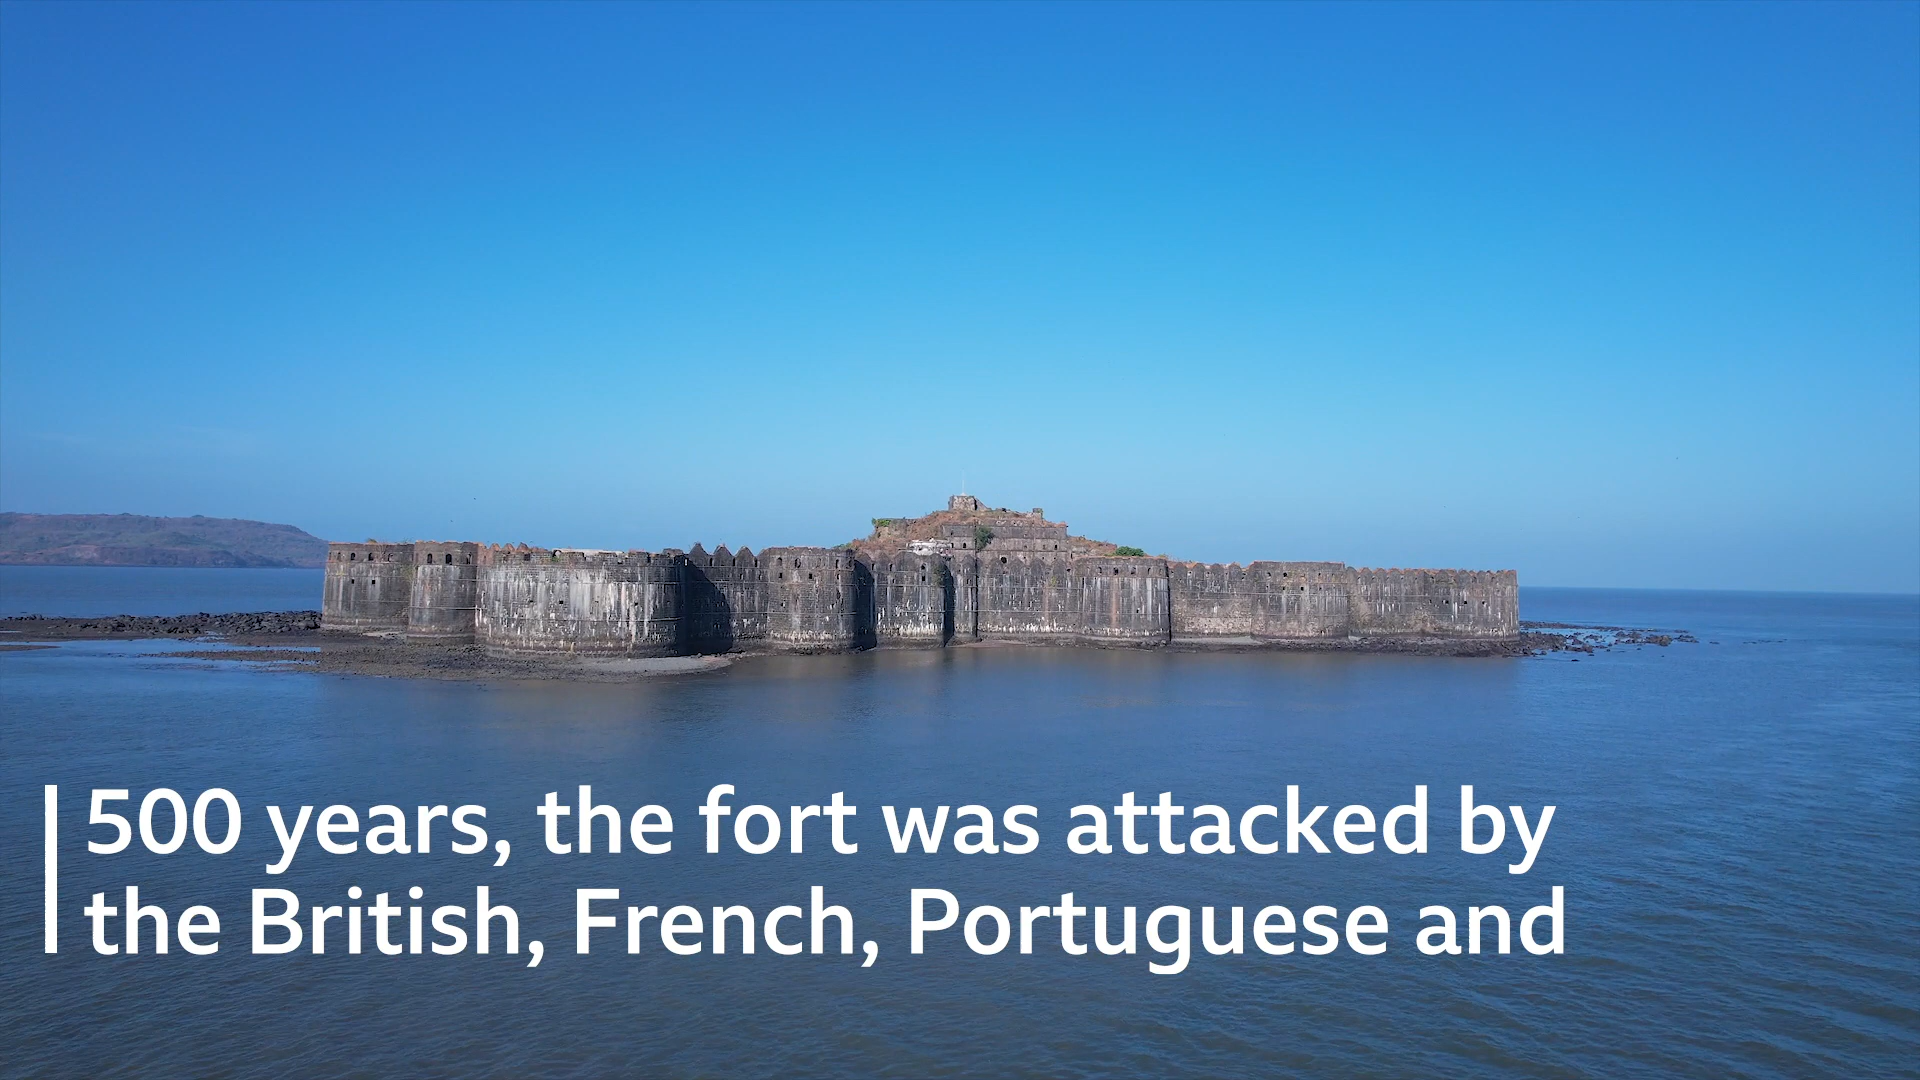 500 years, the fort was attacked by
the British, French, Portuguese and